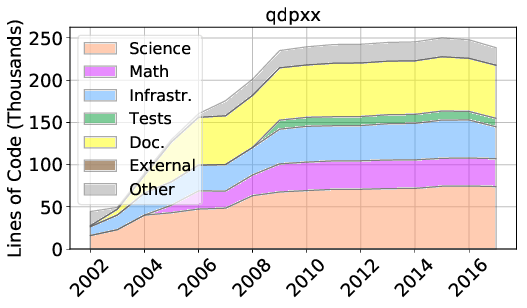 qdpxx
Lines of Code (Thousands)
250
200
150
100
50
0
Science
Math
Infrastr.
Tests
Doc.
External
Other
2002
2004
2006
2008
2010
2012
2014
2016